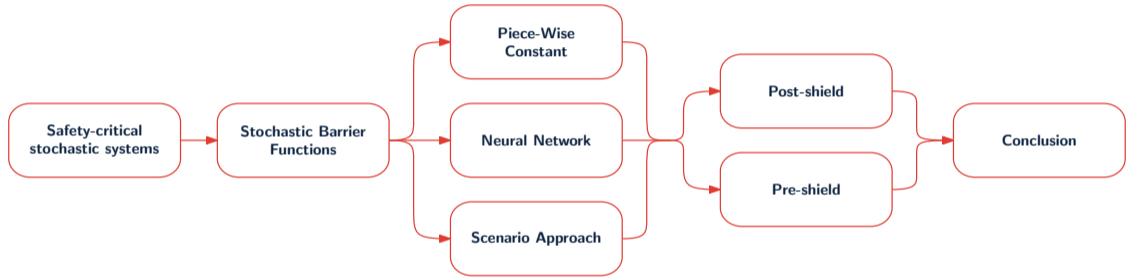 Safety-critical
stochastic systems
Stochastic Barrier
Functions
Piece-Wise
Constant
Neural Network
Scenario Approach
Post-shield
Pre-shield
Conclusion